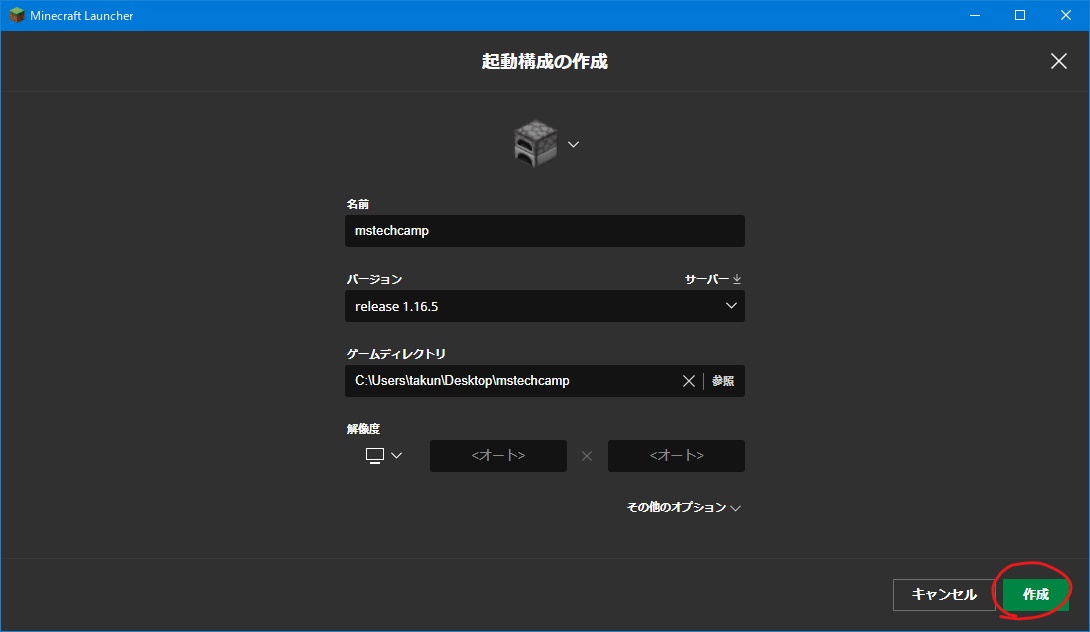 Minecraft Launcher
起動構成の作成
名前
mstechcamp
バージョン サーバー
release 1.16.5
ゲームディレクトリ
C:\Users\takun\Desktop\mstechcamp 参照
解像度
<オート> <オート>
その他のオプション
キャンセル 作成